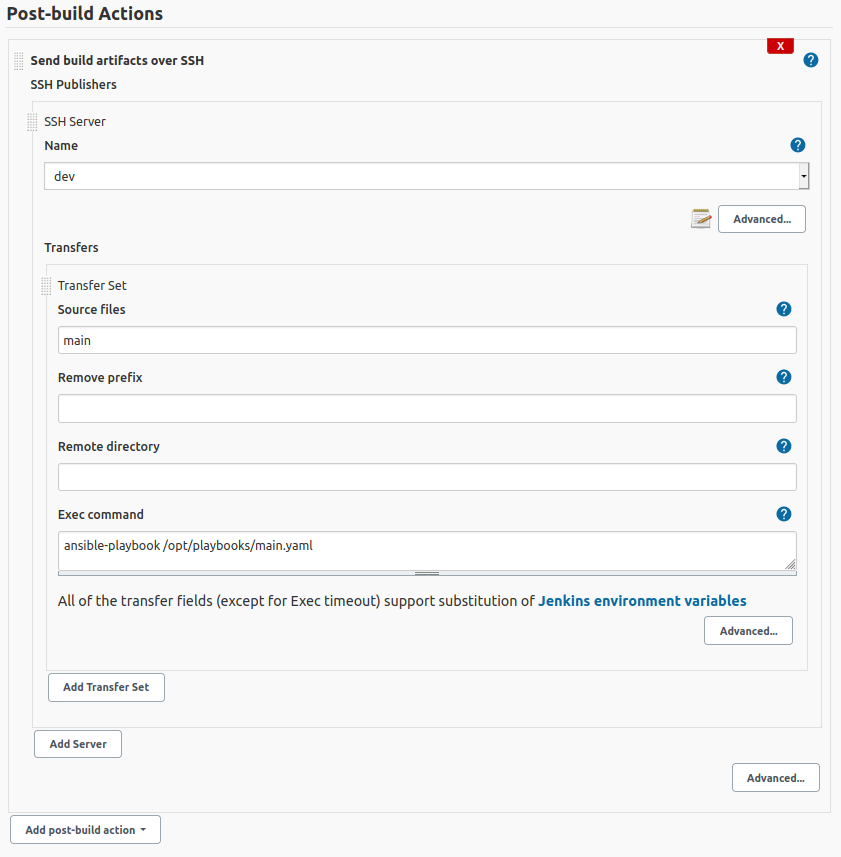 Post-build Actions
X
Send build artifacts over SSH
?
SSH Publishers
SSH Server
Name
?
dev
Advanced...
Transfers
Transfer Set
Source files
?
main
Remove prefix
?
Remote directory
?
Exec command
?
ansible-playbook /opt/playbooks/main.yaml
All of the transfer fields (except for Exec timeout) support substitution of Jenkins environment variables
Advanced...
Add Transfer Set
Add Server
Advanced...
Add post-build action